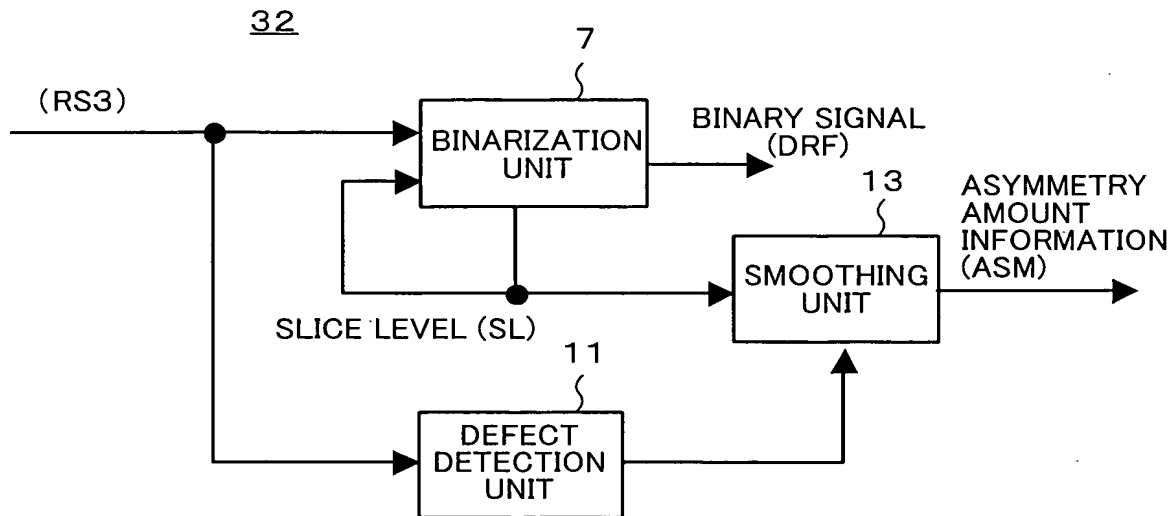 32
7
(RS3)
BINARIZATION
UNIT
BINARY SIGNAL
(DRF)
13
ASYMMETRY
AMOUNT
INFORMATION
(ASM)
SMOOTHING
UNIT
SLICE LEVEL (SL)
11
DEFECT
DETECTION
UNIT